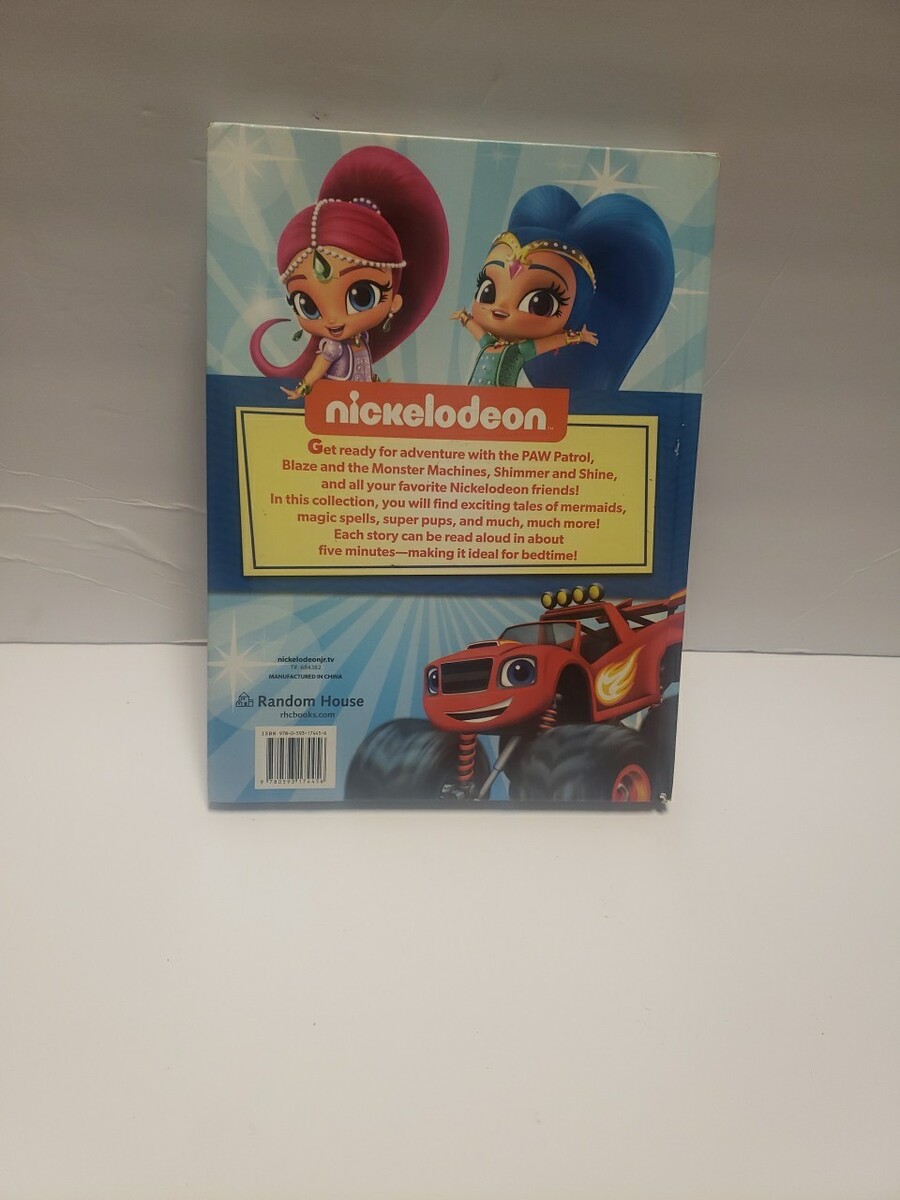 nickelodeon
Get ready for adventure with the PAW Patrol,
Blaze and the Monster Machines, Shimmer and Shine,
and all your favorite Nickelodeon friends!
In this collection, you will find exciting tales of mermaids,
magic spells, super pups, and much, much more!
Each story can be read aloud in about
five minutes—making it ideal for bedtime!
nickelodeonjr.tv
MANUFACTURED IN CHINA
Random House
rhcbooks.com